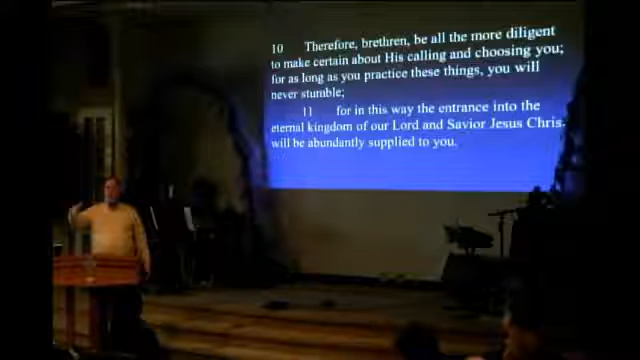 10 Therefore, brethren, be all the more diligent
to make certain about His calling and choosing you;
for as long as you practice these things, you will
never stumble;
11 for in this way the entrance into the
eternal kingdom of our Lord and Savior Jesus Chris.
will be abundantly supplied to you.